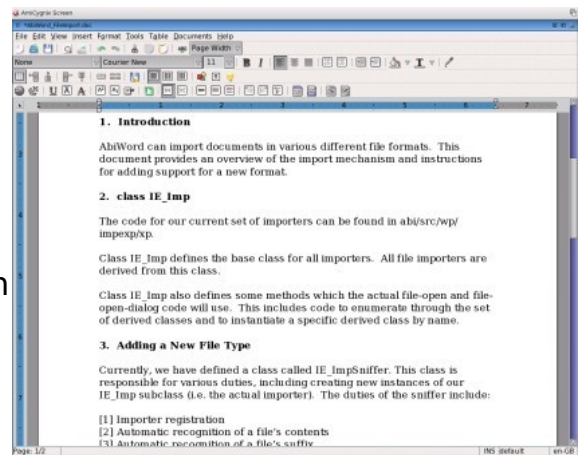 AmiCygnix Screen
File Edit View Insert Format Tools Table Documents Help
Page Width
None Courier New 11 B I
1. Introduction
AbiWord can import documents in various different file formats. This
document provides an overview of the import mechanism and instructions
for adding support for a new format.
2. class IE_Imp
The code for our current set of importers can be found in abi/src/wp/
impexp/xp.
Class IE_Imp defines the base class for all importers. All file importers are
derived from this class.
n
Class IE_Imp also defines some methods which the actual file-open and file-
open-dialog code will use. This includes code to enumerate through the set
of derived classes and to instantiate a specific derived class by name.
3. Adding a New File Type
Currently, we have defined a class called IE_ImpSniffer. This class is
responsible for various duties, including creating new instances of our
IE_Imp subclass (i.e. the actual importer). The duties of the sniffer include:
[1] Importer registration
[2] Automatic recognition of a file's contents
[3] Automatic recognition of a file's suffix
Page: 1/2 INS default en-GB